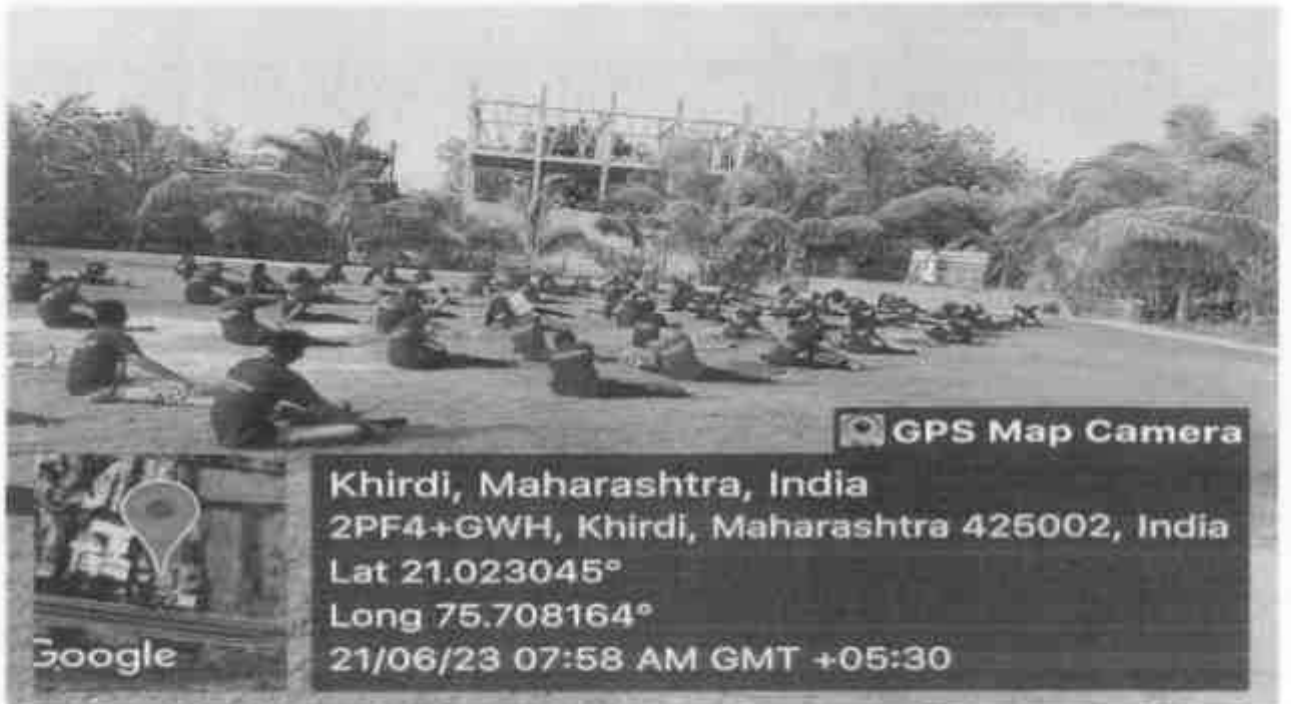 GPS Map Camera
Khirdi, Maharashtra, India
2PF4+GWH, Khirdi, Maharashtra 425002, India
Lat 21.023045°
Long 75.708164°
21/06/23 07:58 AM GMT +05:30
Google